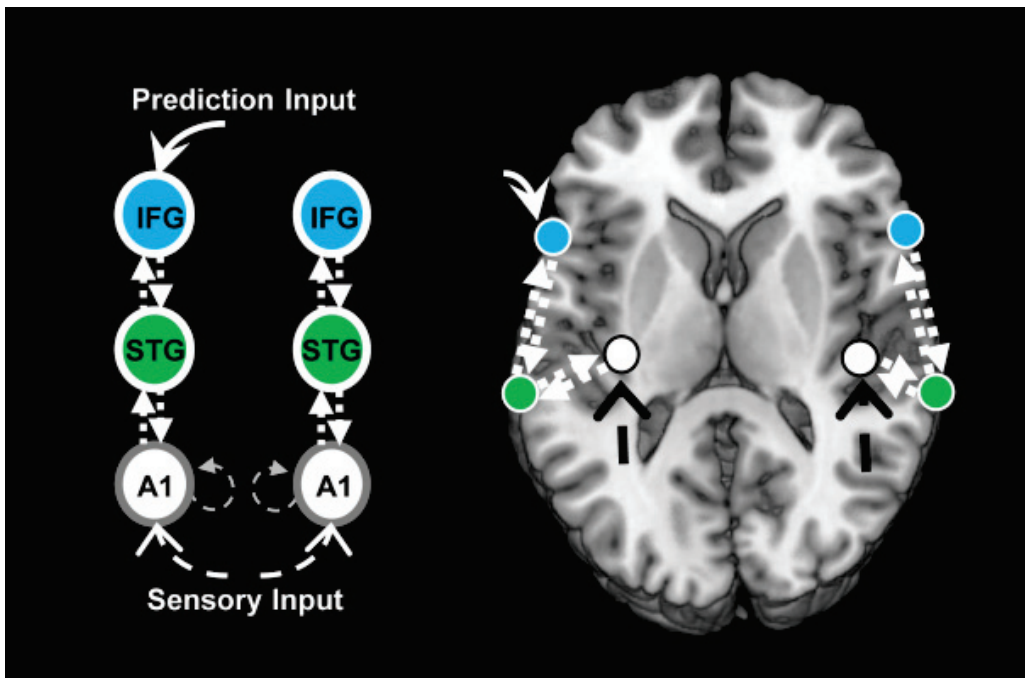 Prediction Input
IFG IFG
STG STG
A1 A1
Sensory Input